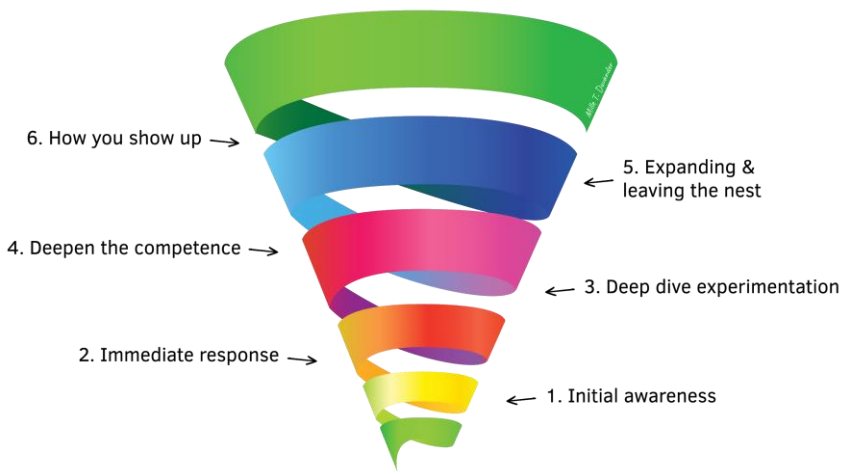 6. How you show up
5. Expanding &
leaving the nest
4. Deepen the competence
3. Deep dive experimentation
2. Immediate response
1. Initial awareness
Mille T.